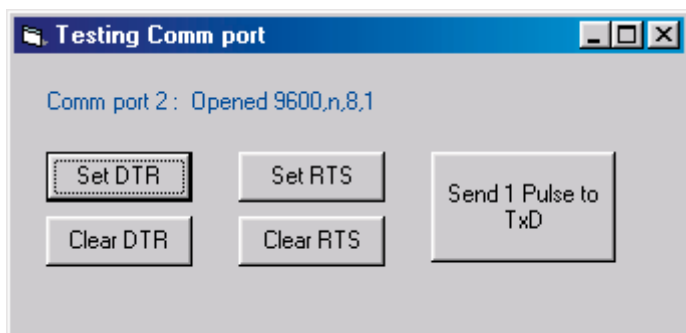 Testing Comm port
Comm port 2 : Opened 9600,n,8,1
Set DTR
Set RTS
Send 1 Pulse to
TxD
Clear DTR
Clear RTS